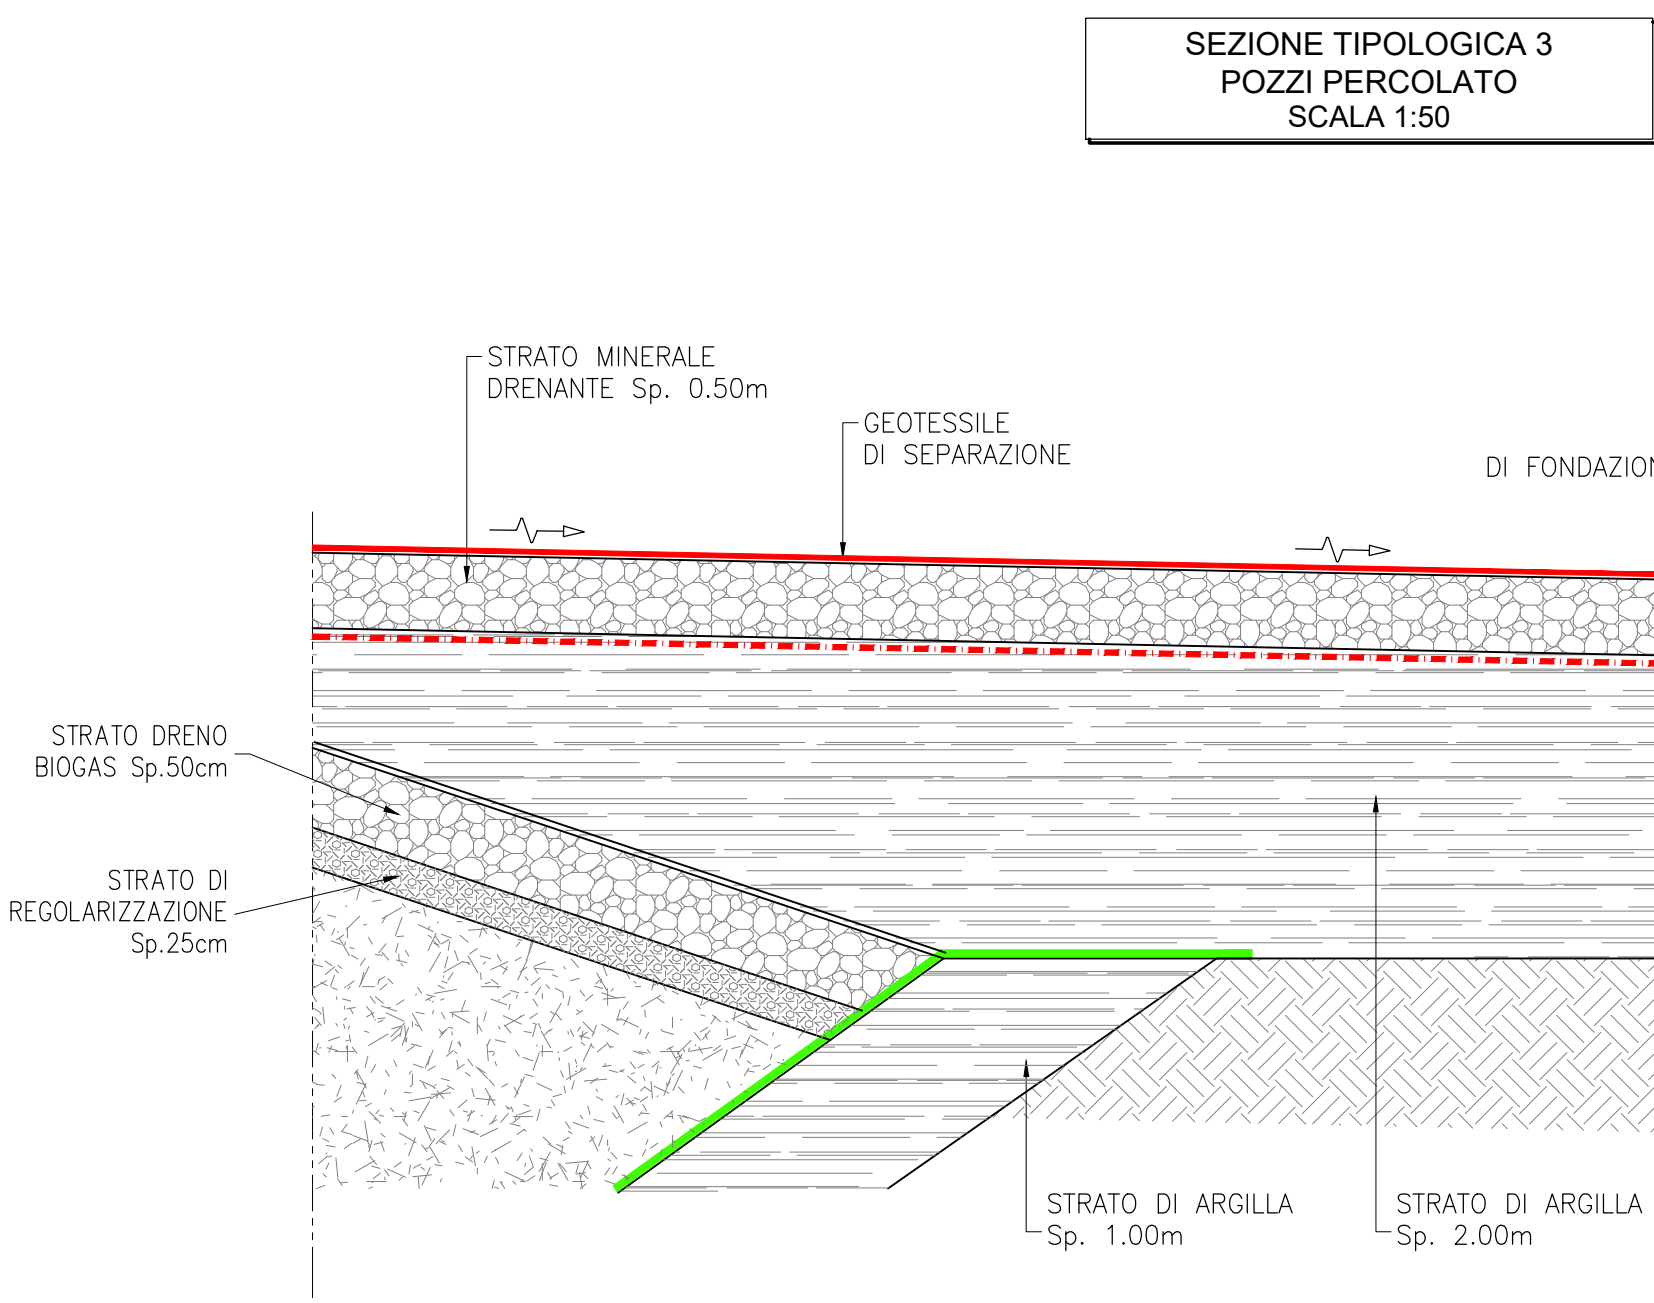 SEZIONE TIPOLOGICA 3
POZZI PERCOLATO
SCALA 1:50
STRATO MINERALE
DRENANTE Sp. 0.50m
GEOTESSILE
DI SEPARAZIONE
DI FONDAZION
STRATO DRENO
BIOGAS Sp.50cm
STRATO DI
REGOLARIZZAZIONE
Sp.25cm
STRATO DI ARGILLA
Sp. 1.00m
STRATO DI ARGILLA
Sp. 2.00m